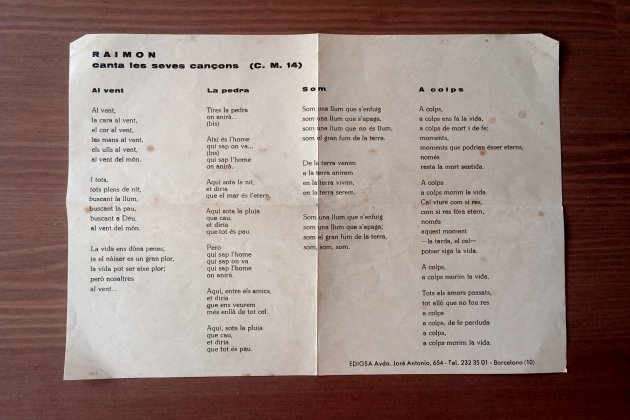 RAIMON
canta les seves cançons (C. M. 14)
Al vent
Al vent,
la cara al vent,
el cor al vent,
les mans al vent,
els ulls al vent,
al vent del món.
I tots,
tots plens de nit,
buscant la llum,
buscant la pau,
buscant a Déu,
al vent del món.
La vida ens dóna penes;
ja el nàixer es un gran plor,
la vida pot ser eixe plor;
però nosaltres
al vent...
La pedra
Tires la pedra
on anirà...
(bis)
Aixi és l'home
qui sap on va...
(bis)
qui sap l'home
on anirà.
Aqui sota la nit,
et diria
que el mar és l'etern.
Aqui sota la pluja
que cau,
et diria
que tot és pau.
Però
qui sap l'home
qui sap on va
qui sap l'home
on anirà.
Aqui, entre els amics,
et diria
que ens veurem
més enllà de tot cel.
Aqui, sota la pluja
que cau,
et diria
que tot és pau.
Som
Som una llum que s'enfuig
som una llum que s'apaga,
som una llum que no és llum,
som el gran fum de la terra.
De la terra venim
a la terra anirem
en la terra vivim,
en la terra serem.
Som una llum que s'enfuig
som una llum que s'apaga;
som el gran fum de la terra,
som, som, som.
A colps
A colps,
a colps ens fa la vida,
a colps de mort i de fe;
moments,
moments que podrien ésser eterns,
només
resta la mort sentida.
A colps
a colps morim la vida.
Cal viure com si res,
com si res fóra etern,
només
aquest moment
—la tarda, el cel—
potser siga la vida.
A colps,
a colps morim la vida.
Tots els amors passats,
tot allò que no fou res
a colps
a colps, de fe perduda
a colps,
a colps morim la vida.
EDIGSA Avda. José Antonio, 654 - Tel. 232 35 01 - Barcelona (10)